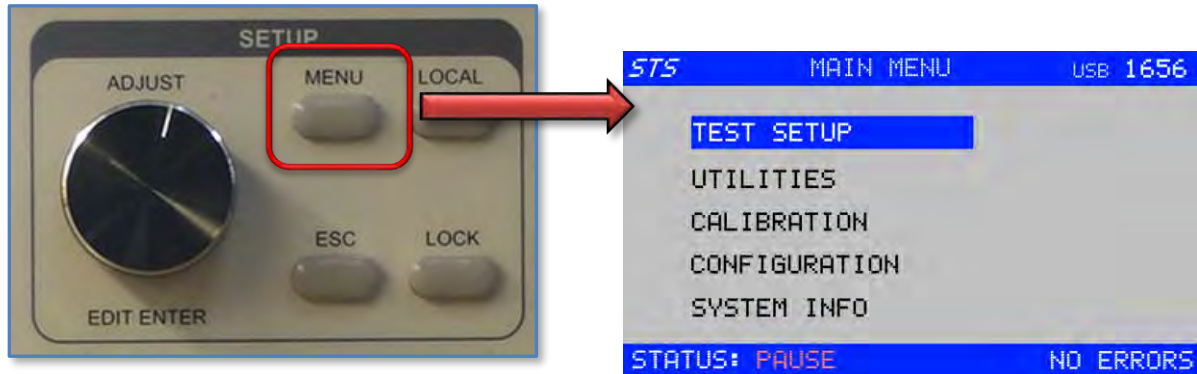 SETUP
ADJUST
MENU
LOCAL
ESC
LOCK
EDIT ENTER
STS MAIN MENU USB 1656
TEST SETUP
UTILITIES
CALIBRATION
CONFIGURATION
SYSTEM INFO
STATUS: PAUSE NO ERRORS